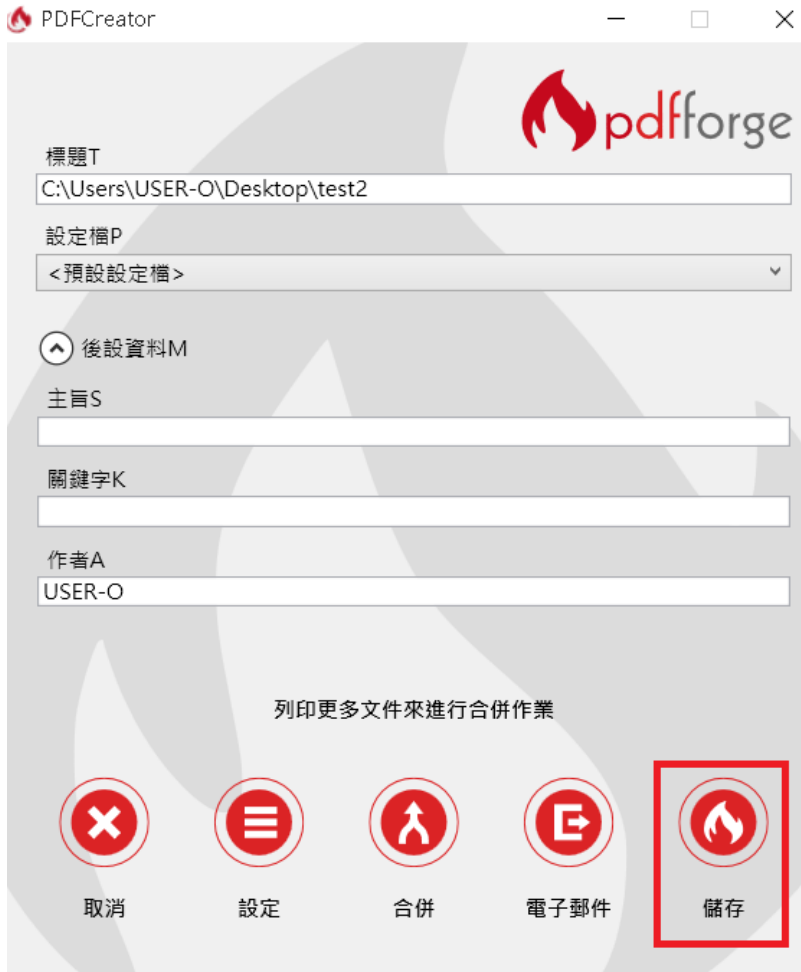 PDFCreator
pdfforge
標題T
C:\Users\USER-O\Desktop\test2
設定檔P
<預設設定檔>
後設資料M
主旨S
關鍵字K
作者A
USER-O
列印更多文件來進行合併作業
取消 設定 合併 電子郵件 儲存